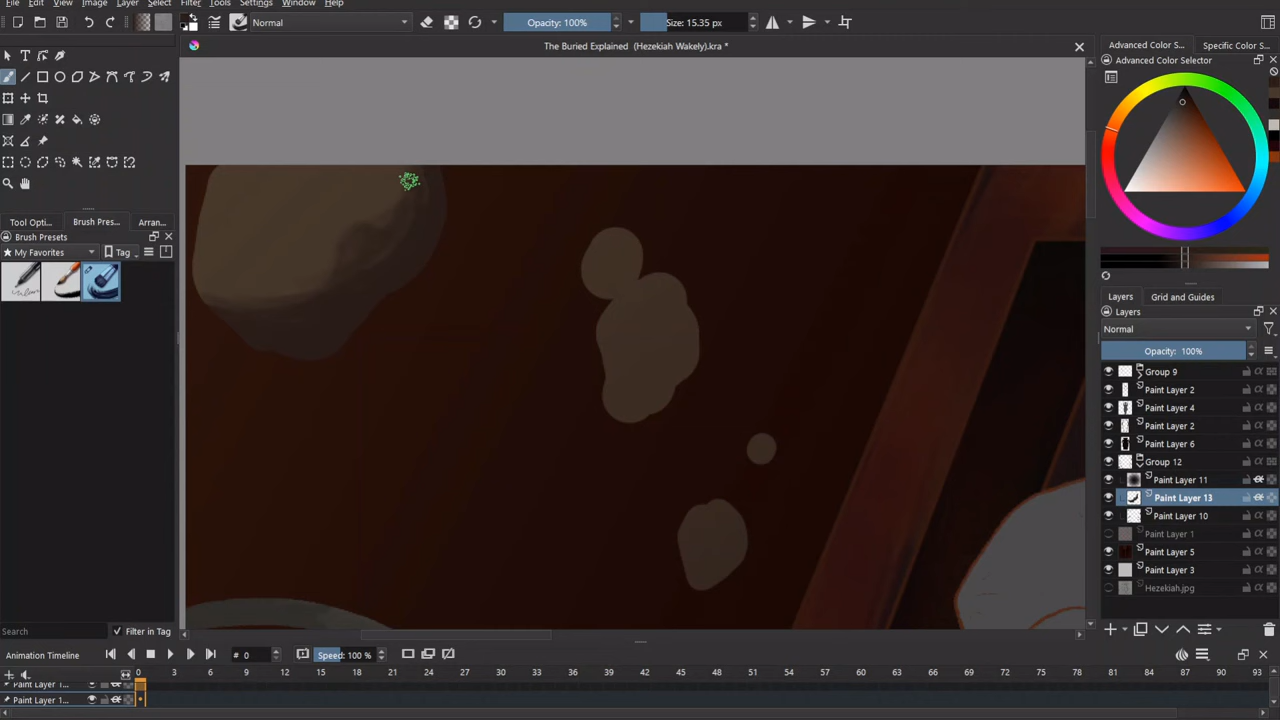 File Edit View Image Layer Select Filter Tools Settings Window Help
Normal
Opacity: 100%
Size: 15.35 px
The Buried Explained (Hezekiah Wakely).kra *
Advanced Color S...
Specific Color S...
Advanced Color Selector
Tool Opti...
Brush Pres...
Arran...
Brush Presets
My Favorites
Tag
Layers
Grid and Guides
Layers
Normal
Opacity: 100%
Group 9
Paint Layer 2
Paint Layer 4
Paint Layer 2
Paint Layer 6
Group 12
Paint Layer 11
Paint Layer 13
Paint Layer 10
Paint Layer 1
Paint Layer 5
Paint Layer 3
Hezekiah.jpg
Search
Filter in Tag
Animation Timeline
# 0
Speed: 100 %
0 3 6 9 12 15 18 21 24 27 30 33 36 39 42 45 48 51 54 57 60 63 66 69 72 75 78 81 84 87 90 93
Paint Layer 1...
Paint Layer 1...